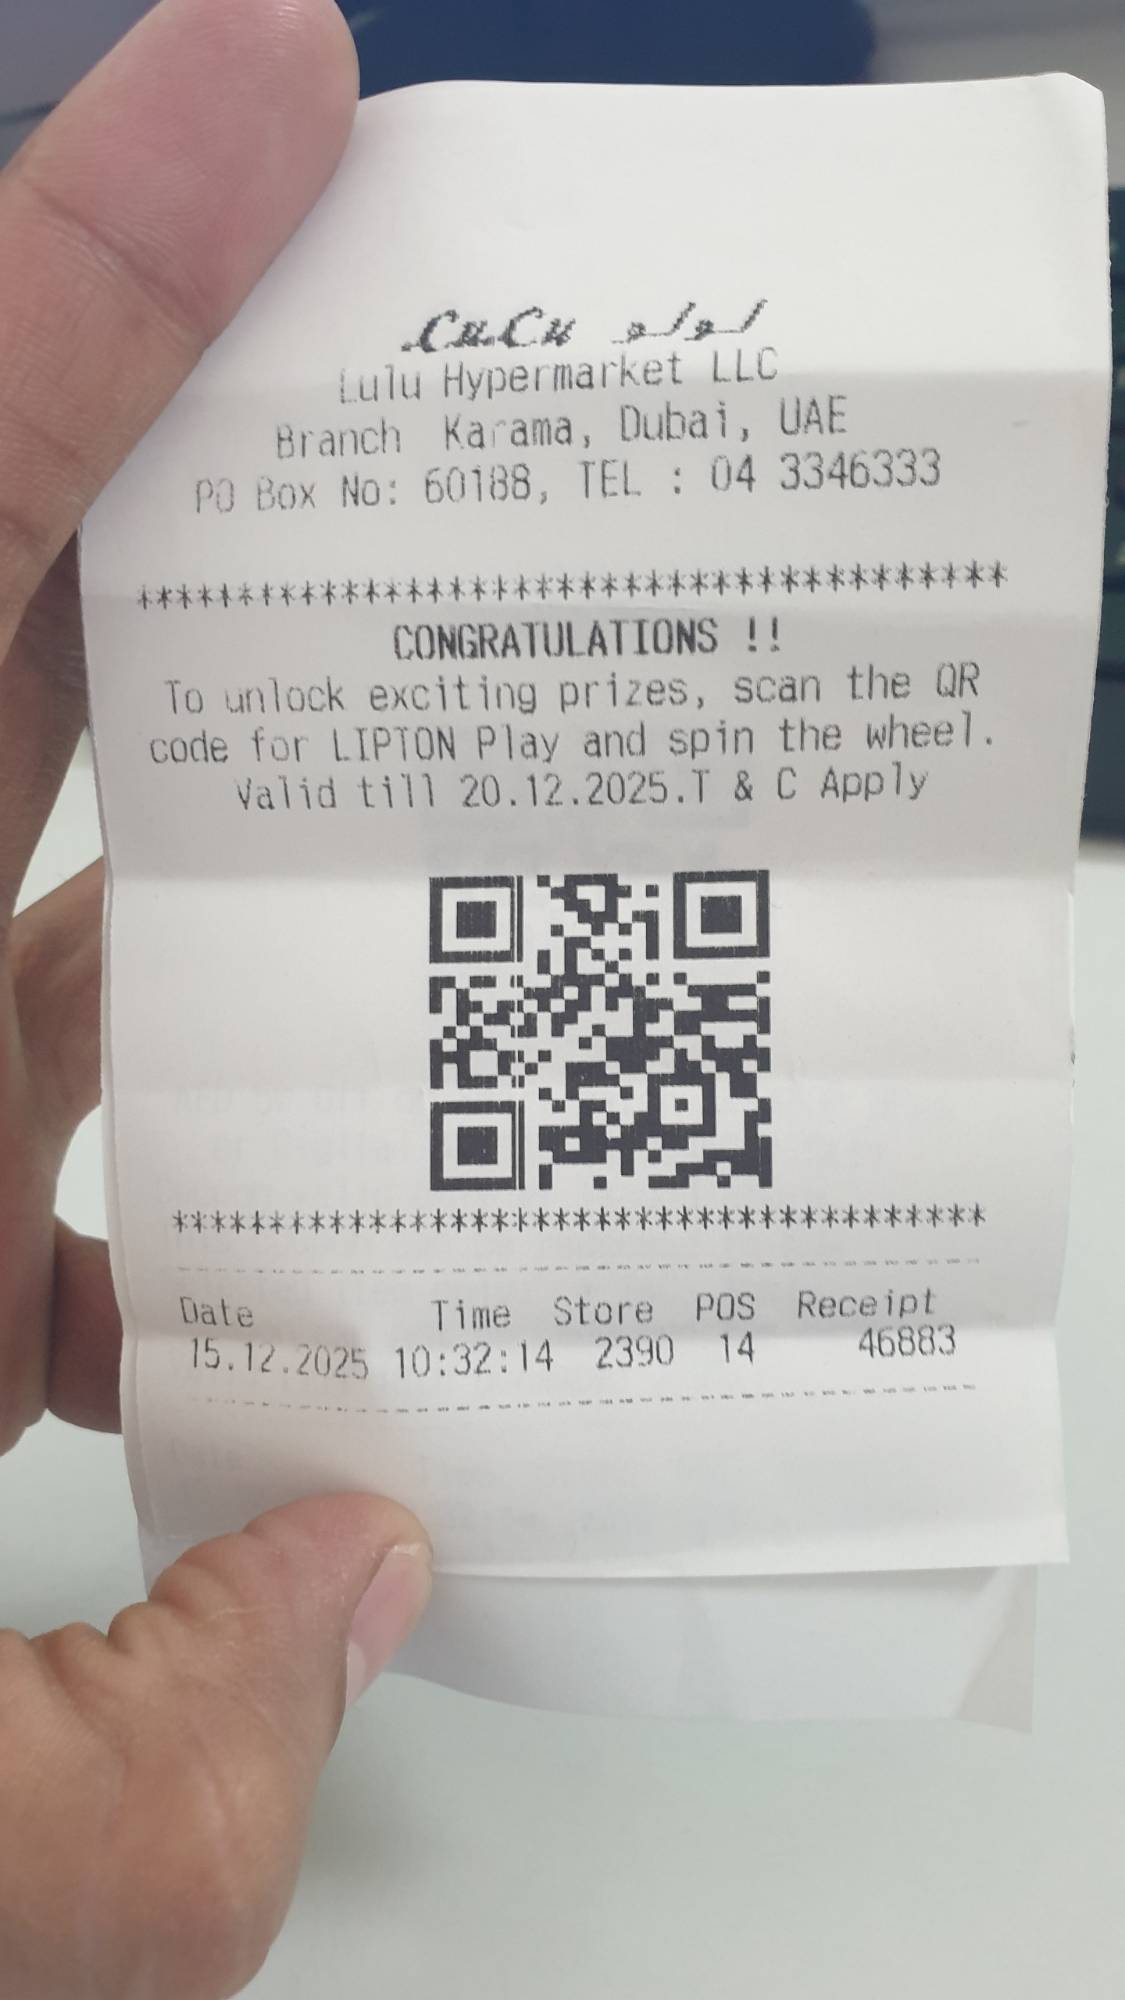 LuLu لولو
Lulu Hypermarket LLC
Branch Karama, Dubai, UAE
PO Box No: 60188, TEL : 04 3346333
******************************************
CONGRATULATIONS !!
To unlock exciting prizes, scan the QR
code for LIPTON Play and spin the wheel.
Valid till 20.12.2025.T & C Apply
******************************************
Date Time Store POS Receipt
15.12.2025 10:32:14 2390 14 46883